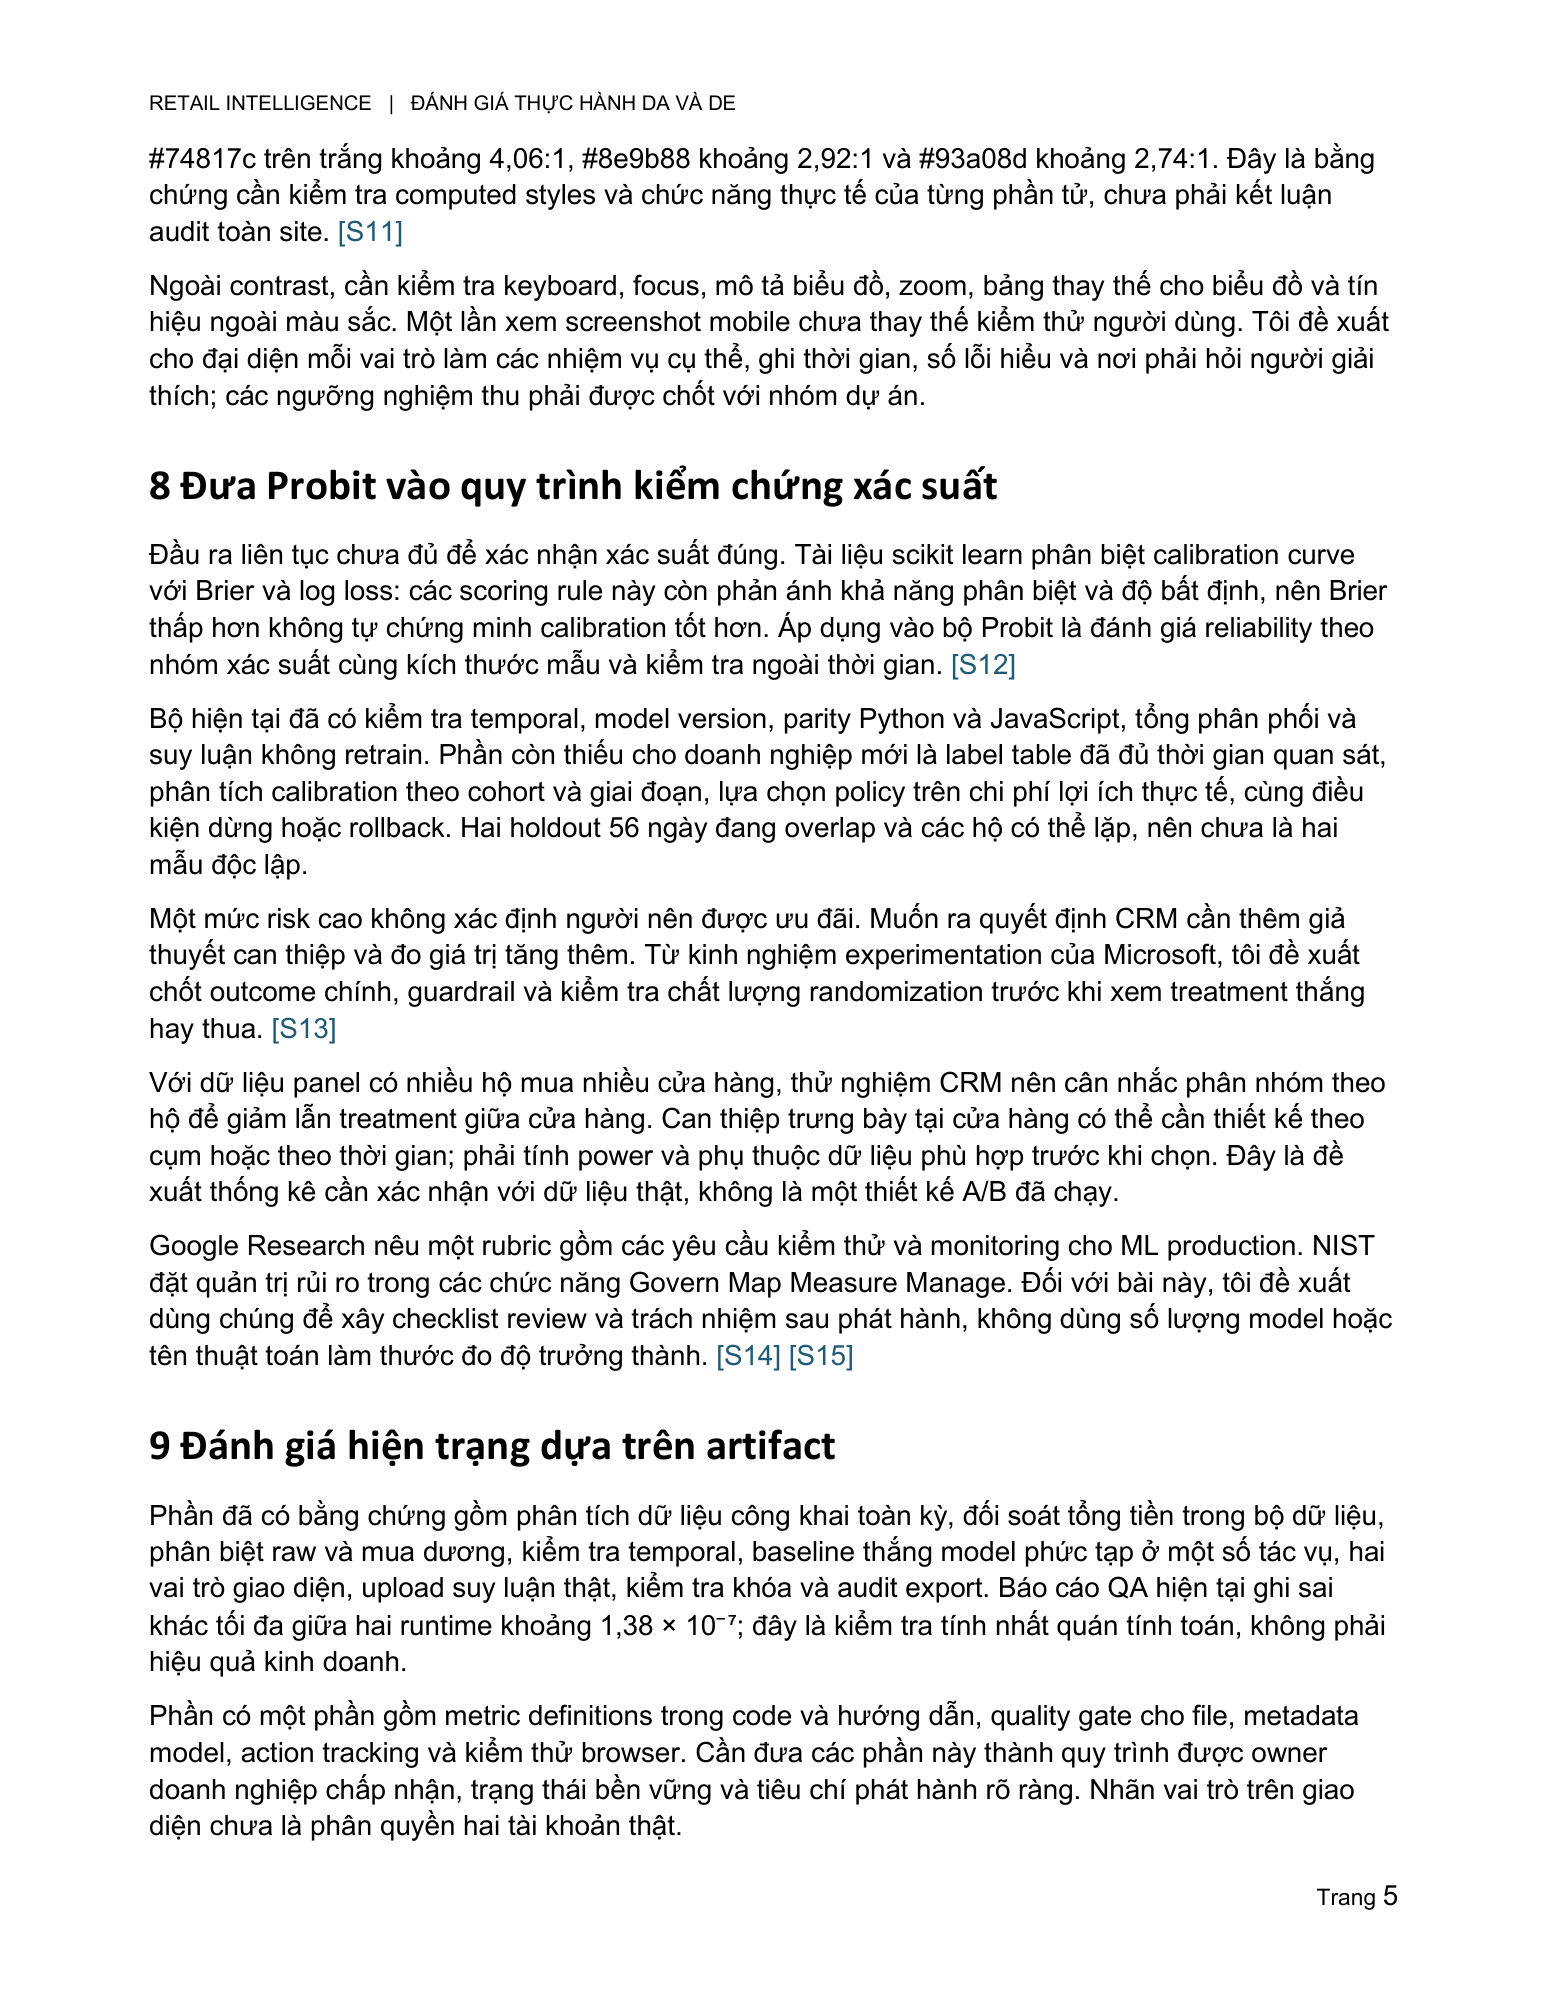 RETAIL INTELLIGENCE | ĐÁNH GIÁ THỰC HÀNH DA VÀ DE
#74817c trên trắng khoảng 4,06:1, #8e9b88 khoảng 2,92:1 và #93a08d khoảng 2,74:1. Đây là bằng
chứng cần kiểm tra computed styles và chức năng thực tế của từng phần tử, chưa phải kết luận
audit toàn site. [S11]
Ngoài contrast, cần kiểm tra keyboard, focus, mô tả biểu đồ, zoom, bảng thay thế cho biểu đồ và tín
hiệu ngoài màu sắc. Một lần xem screenshot mobile chưa thay thế kiểm thử người dùng. Tôi đề xuất
cho đại diện mỗi vai trò làm các nhiệm vụ cụ thể, ghi thời gian, số lỗi hiểu và nơi phải hỏi người giải
thích; các ngưỡng nghiệm thu phải được chốt với nhóm dự án.
8 Đưa Probit vào quy trình kiểm chứng xác suất
Đầu ra liên tục chưa đủ để xác nhận xác suất đúng. Tài liệu scikit learn phân biệt calibration curve
với Brier và log loss: các scoring rule này còn phản ánh khả năng phân biệt và độ bất định, nên Brier
thấp hơn không tự chứng minh calibration tốt hơn. Áp dụng vào bộ Probit là đánh giá reliability theo
nhóm xác suất cùng kích thước mẫu và kiểm tra ngoài thời gian. [S12]
Bộ hiện tại đã có kiểm tra temporal, model version, parity Python và JavaScript, tổng phân phối và
suy luận không retrain. Phần còn thiếu cho doanh nghiệp mới là label table đã đủ thời gian quan sát,
phân tích calibration theo cohort và giai đoạn, lựa chọn policy trên chi phí lợi ích thực tế, cùng điều
kiện dừng hoặc rollback. Hai holdout 56 ngày đang overlap và các hộ có thể lặp, nên chưa là hai
mẫu độc lập.
Một mức risk cao không xác định người nên được ưu đãi. Muốn ra quyết định CRM cần thêm giả
thuyết can thiệp và đo giá trị tăng thêm. Từ kinh nghiệm experimentation của Microsoft, tôi đề xuất
chốt outcome chính, guardrail và kiểm tra chất lượng randomization trước khi xem treatment thắng
hay thua. [S13]
Với dữ liệu panel có nhiều hộ mua nhiều cửa hàng, thử nghiệm CRM nên cân nhắc phân nhóm theo
hộ để giảm lẫn treatment giữa cửa hàng. Can thiệp trưng bày tại cửa hàng có thể cần thiết kế theo
cụm hoặc theo thời gian; phải tính power và phụ thuộc dữ liệu phù hợp trước khi chọn. Đây là đề
xuất thống kê cần xác nhận với dữ liệu thật, không là một thiết kế A/B đã chạy.
Google Research nêu một rubric gồm các yêu cầu kiểm thử và monitoring cho ML production. NIST
đặt quản trị rủi ro trong các chức năng Govern Map Measure Manage. Đối với bài này, tôi đề xuất
dùng chúng để xây checklist review và trách nhiệm sau phát hành, không dùng số lượng model hoặc
tên thuật toán làm thước đo độ trưởng thành. [S14] [S15]
9 Đánh giá hiện trạng dựa trên artifact
Phần đã có bằng chứng gồm phân tích dữ liệu công khai toàn kỳ, đối soát tổng tiền trong bộ dữ liệu,
phân biệt raw và mua dương, kiểm tra temporal, baseline thắng model phức tạp ở một số tác vụ, hai
vai trò giao diện, upload suy luận thật, kiểm tra khóa và audit export. Báo cáo QA hiện tại ghi sai
khác tối đa giữa hai runtime khoảng 1,38 × 10⁻⁷; đây là kiểm tra tính nhất quán tính toán, không phải
hiệu quả kinh doanh.
Phần có một phần gồm metric definitions trong code và hướng dẫn, quality gate cho file, metadata
model, action tracking và kiểm thử browser. Cần đưa các phần này thành quy trình được owner
doanh nghiệp chấp nhận, trạng thái bền vững và tiêu chí phát hành rõ ràng. Nhãn vai trò trên giao
diện chưa là phân quyền hai tài khoản thật.
Trang 5